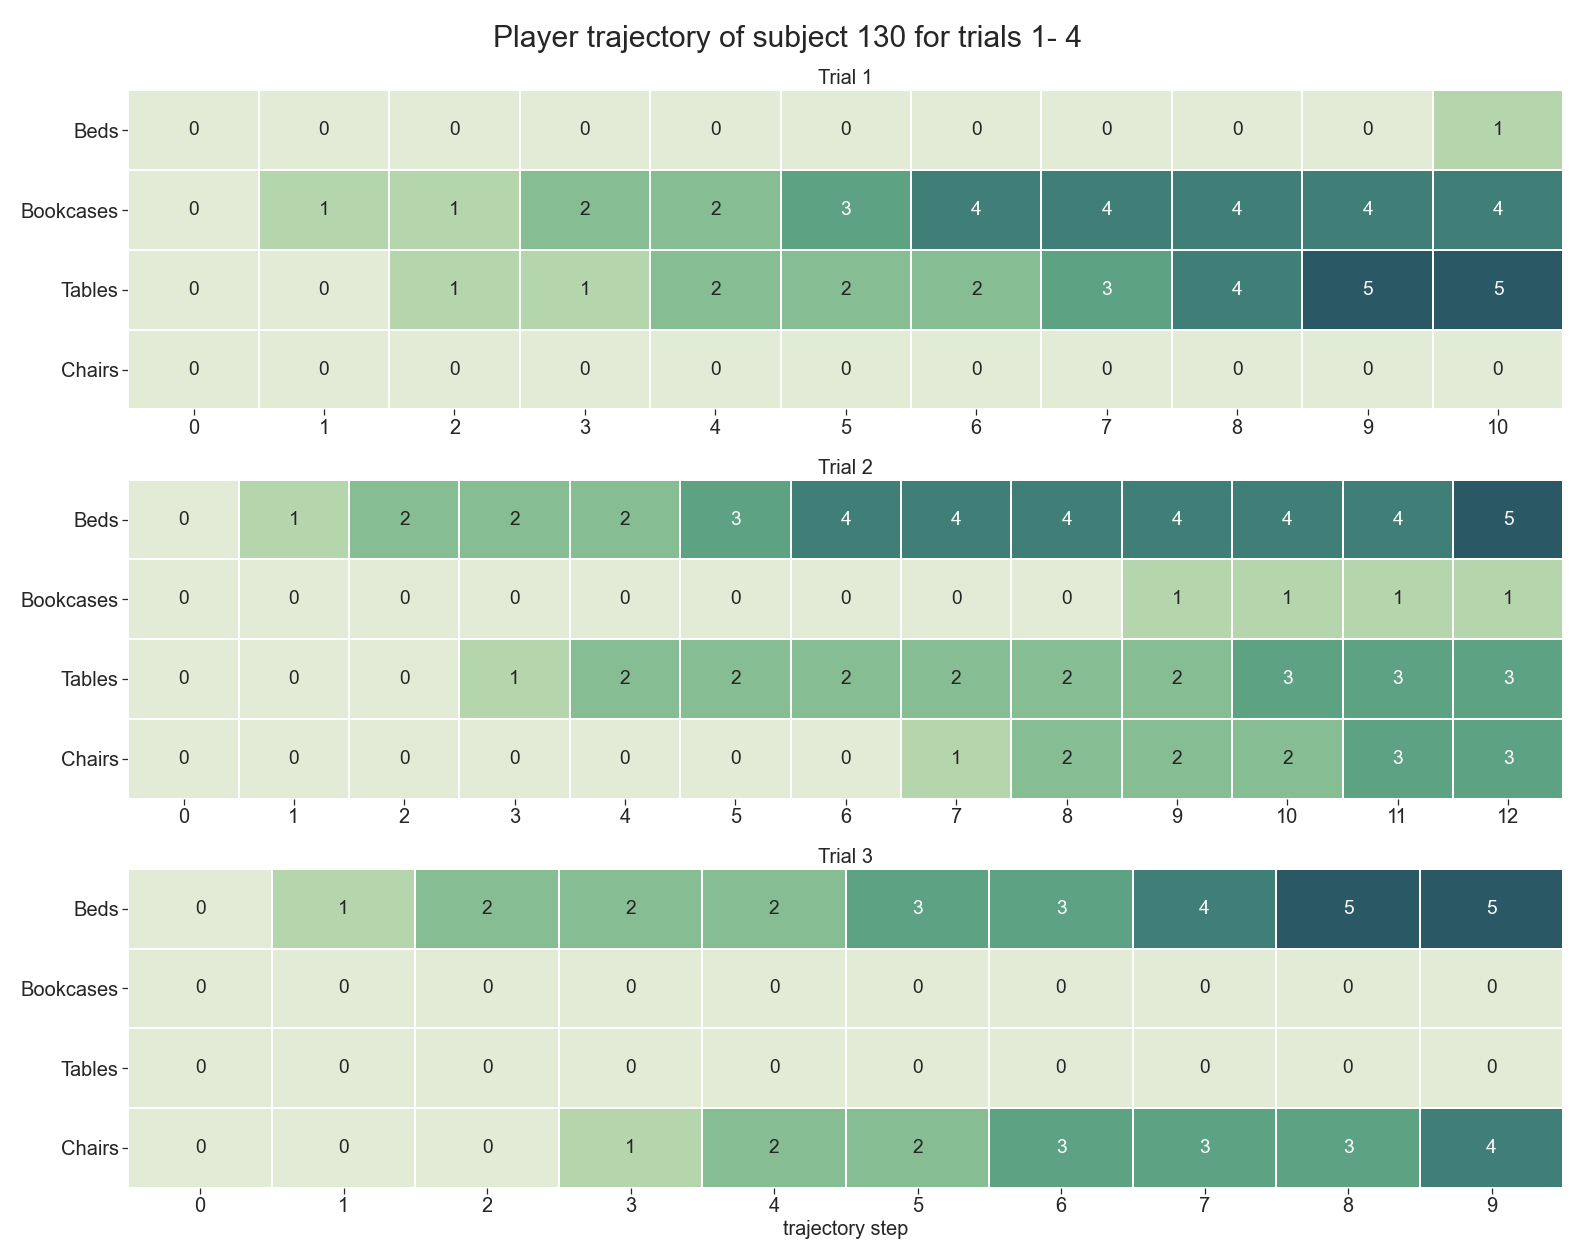 Player trajectory of subject 130 for trials 1- 4
Trial 1
Beds 0 0 0 0 0 0 0 0 0 0 1
Bookcases 0 1 1 2 2 3 4 4 4 4 4
Tables 0 0 1 1 2 2 2 3 4 5 5
Chairs 0 0 0 0 0 0 0 0 0 0 0
0 1 2 3 4 5 6 7 8 9 10
Trial 2
Beds 0 1 2 2 2 3 4 4 4 4 4 4 5
Bookcases 0 0 0 0 0 0 0 0 0 1 1 1 1
Tables 0 0 0 1 2 2 2 2 2 2 3 3 3
Chairs 0 0 0 0 0 0 0 1 2 2 2 3 3
0 1 2 3 4 5 6 7 8 9 10 11 12
Trial 3
Beds 0 1 2 2 2 3 3 4 5 5
Bookcases 0 0 0 0 0 0 0 0 0 0
Tables 0 0 0 0 0 0 0 0 0 0
Chairs 0 0 0 1 2 2 3 3 3 4
0 1 2 3 4 5 6 7 8 9
trajectory step